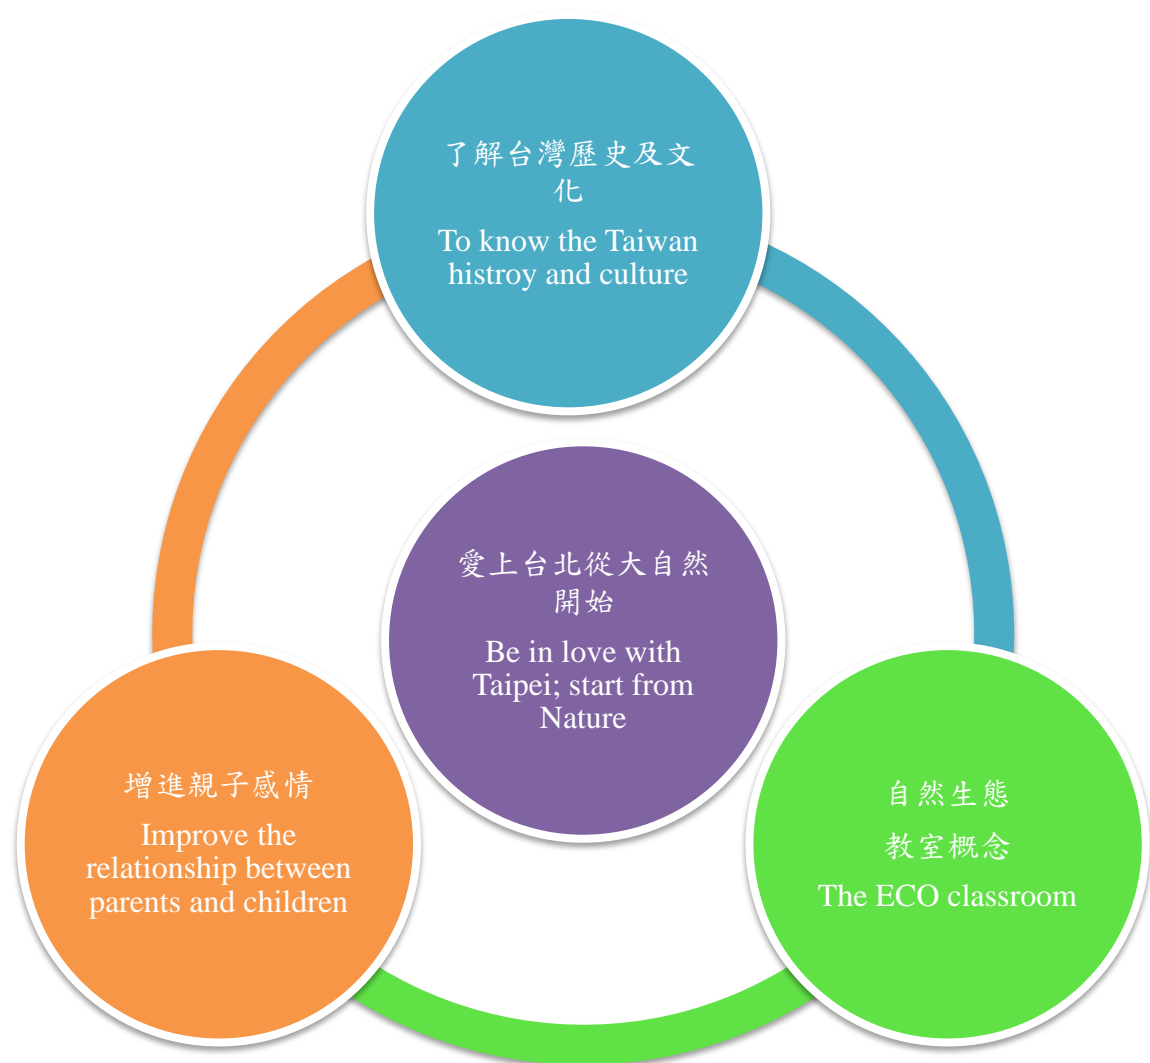 了解台灣歷史及文
化
To know the Taiwan
histroy and culture
愛上台北從大自然
開始
Be in love with
Taipei; start from
Nature
增進親子感情
Improve the
relationship between
parents and children
自然生態
教室概念
The ECO classroom